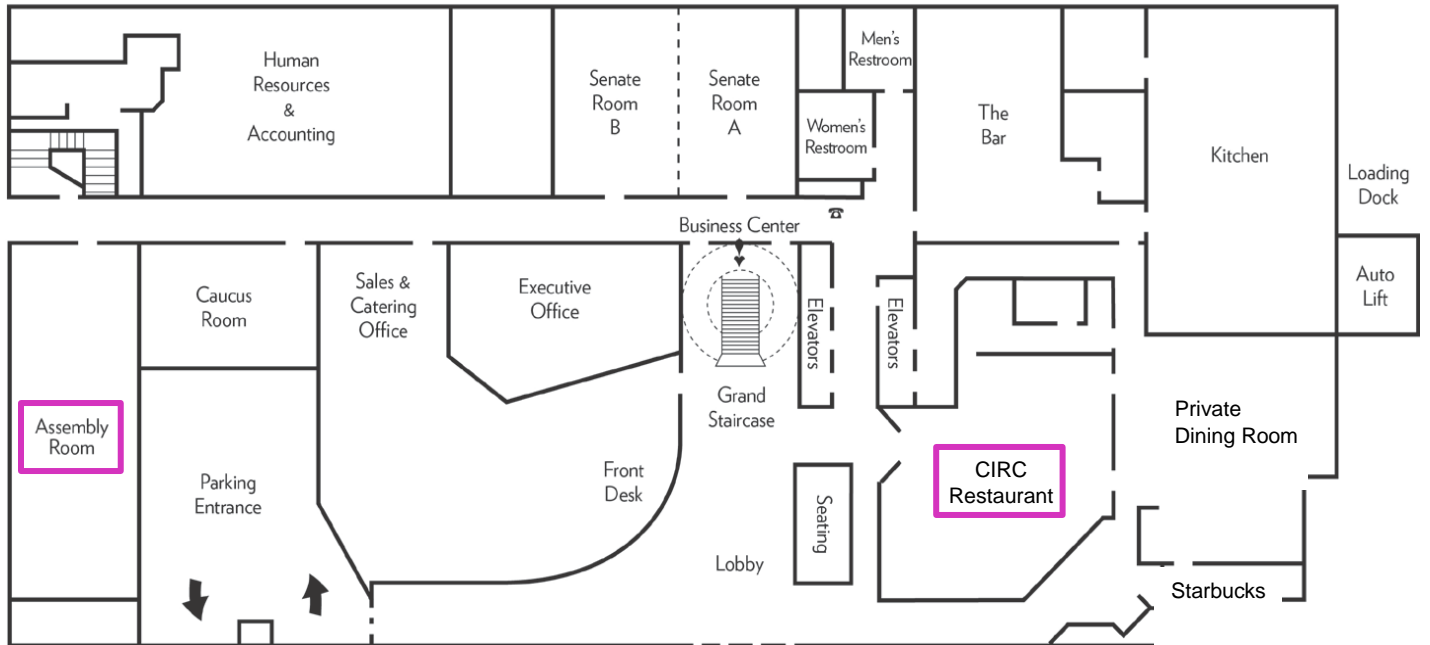 Human
Resources
&
Accounting
Senate
Room
B
Senate
Room
A
Men's
Restroom
Women's
Restroom
The
Bar
Kitchen
Loading
Dock
Business Center
Caucus
Room
Sales &
Catering
Office
Executive
Office
Elevators
Elevators
Auto
Lift
Grand
Staircase
Assembly
Room
Parking
Entrance
Front
Desk
Seating
Lobby
CIRC
Restaurant
Private
Dining Room
Starbucks